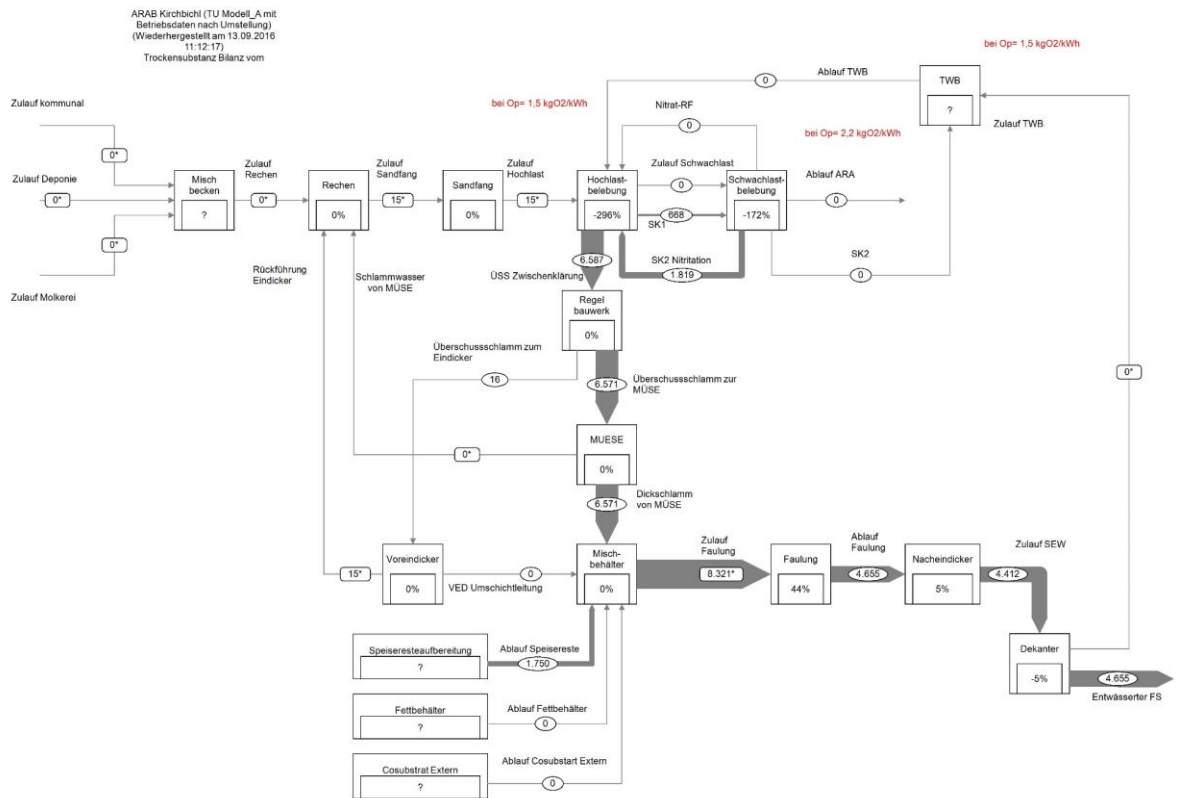 ARAB Kirchbichl (TU Modell_A mit
Betriebsdaten nach Umstellung)
(Wiederhergestellt am 13.09.2016
11:12:17)
Trockensubstanz Bilanz vom
bei Op= 1,5 kgO2/kWh
Ablauf TWB
0
TWB
?
Zulauf TWB
bei Op= 1,5 kgO2/kWh
Nitrat-RF
0
bei Op= 2,2 kgO2/kWh
Zulauf kommunal
0*
Zulauf Deponie
0*
0*
Zulauf Molkerei
Misch
becken
?
Zulauf
Rechen
0*
Rechen
0%
Zulauf
Sandfang
15*
Sandfang
0%
Zulauf
Hochlast
15*
Hochlast-
belebung
-296%
Zulauf Schwachlast
0
668
SK1
Schwachlast-
belebung
-172%
Ablauf ARA
0
SK2
0
SK2 Nitritation
1.819
6.587
ÜSS Zwischenklärung
Rückführung
Eindicker
Schlammwasser
von MÜSE
Regel
bauwerk
0%
Überschussschlamm zum
Eindicker
16
6.571
Überschussschlamm zur
MÜSE
0*
MUESE
0%
0*
6.571
Dickschlamm
von MÜSE
15*
Voreindicker
0%
0
VED Umschichtleitung
Misch-
behälter
0%
Zulauf
Faulung
8.321*
Faulung
44%
Ablauf
Faulung
4.655
Nacheindicker
5%
Zulauf SEW
4.412
Speiseresteaufbereitung
?
Ablauf Speisereste
1.750
Dekanter
-5%
4.655
Entwässerter FS
Fettbehälter
?
Ablauf Fettbehälter
0
Cosubstrat Extern
?
Ablauf Cosubstart Extern
0